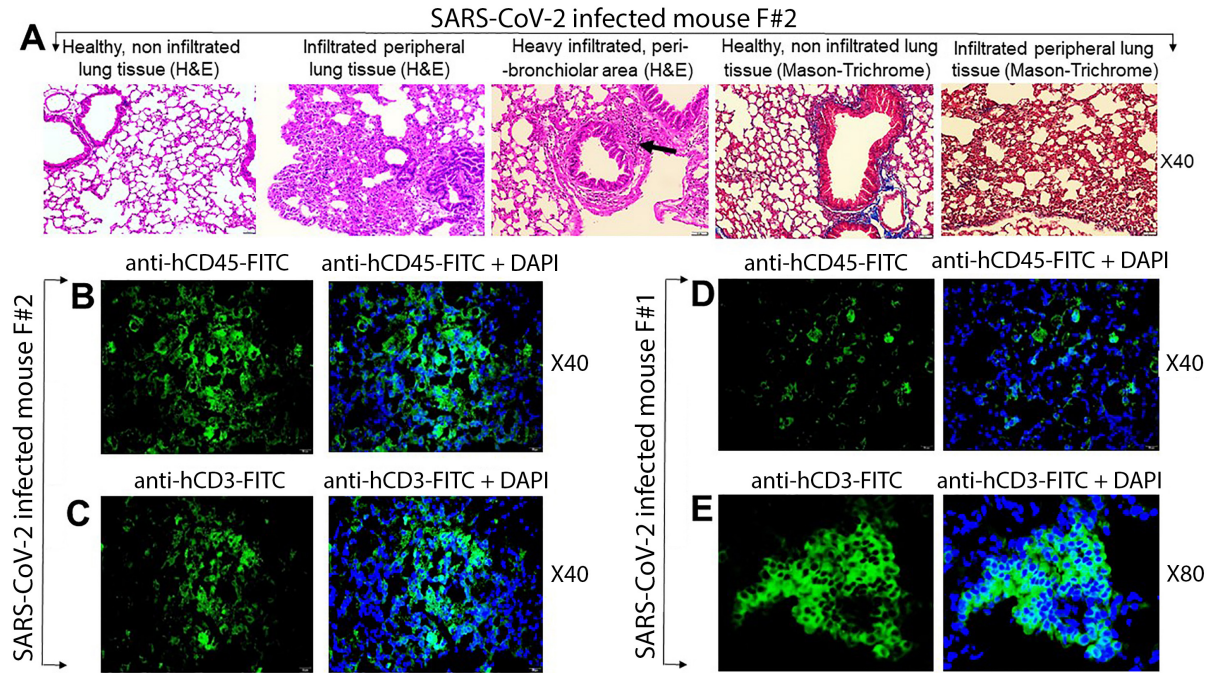 SARS-CoV-2 infected mouse F#2
A
Healthy, non infiltrated
lung tissue (H&E)
Infiltrated peripheral
lung tissue (H&E)
Heavy infiltrated, peri-
-bronchiolar area (H&E)
Healthy, non infiltrated lung
tissue (Mason-Trichrome)
Infiltrated peripheral lung
tissue (Mason-Trichrome)
X40
SARS-CoV-2 infected mouse F#2
B
anti-hCD45-FITC
anti-hCD45-FITC + DAPI
X40
C
anti-hCD3-FITC
anti-hCD3-FITC + DAPI
X40
SARS-CoV-2 infected mouse F#1
D
anti-hCD45-FITC
anti-hCD45-FITC + DAPI
X40
E
anti-hCD3-FITC
anti-hCD3-FITC + DAPI
X80